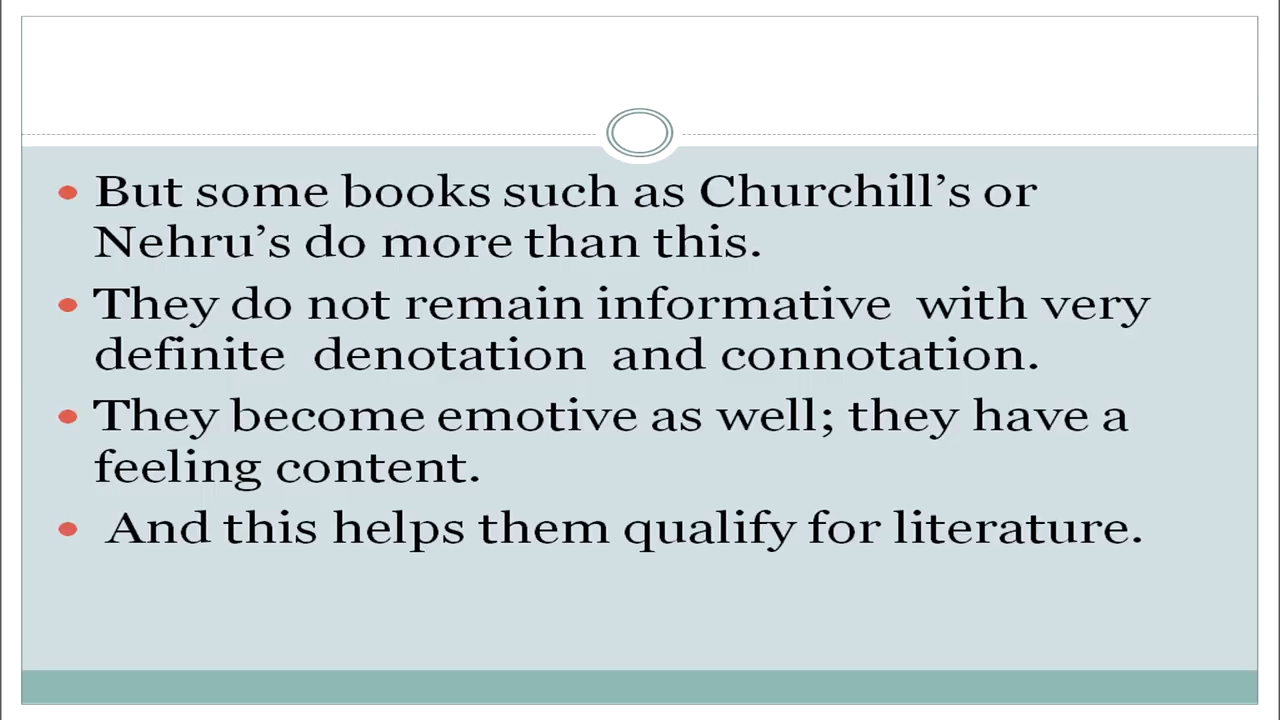 • But some books such as Churchill’s or
Nehru’s do more than this.
• They do not remain informative  with very
definite  denotation  and connotation.
• They become emotive as well; they have a
feeling content.
•  And this helps them qualify for literature.